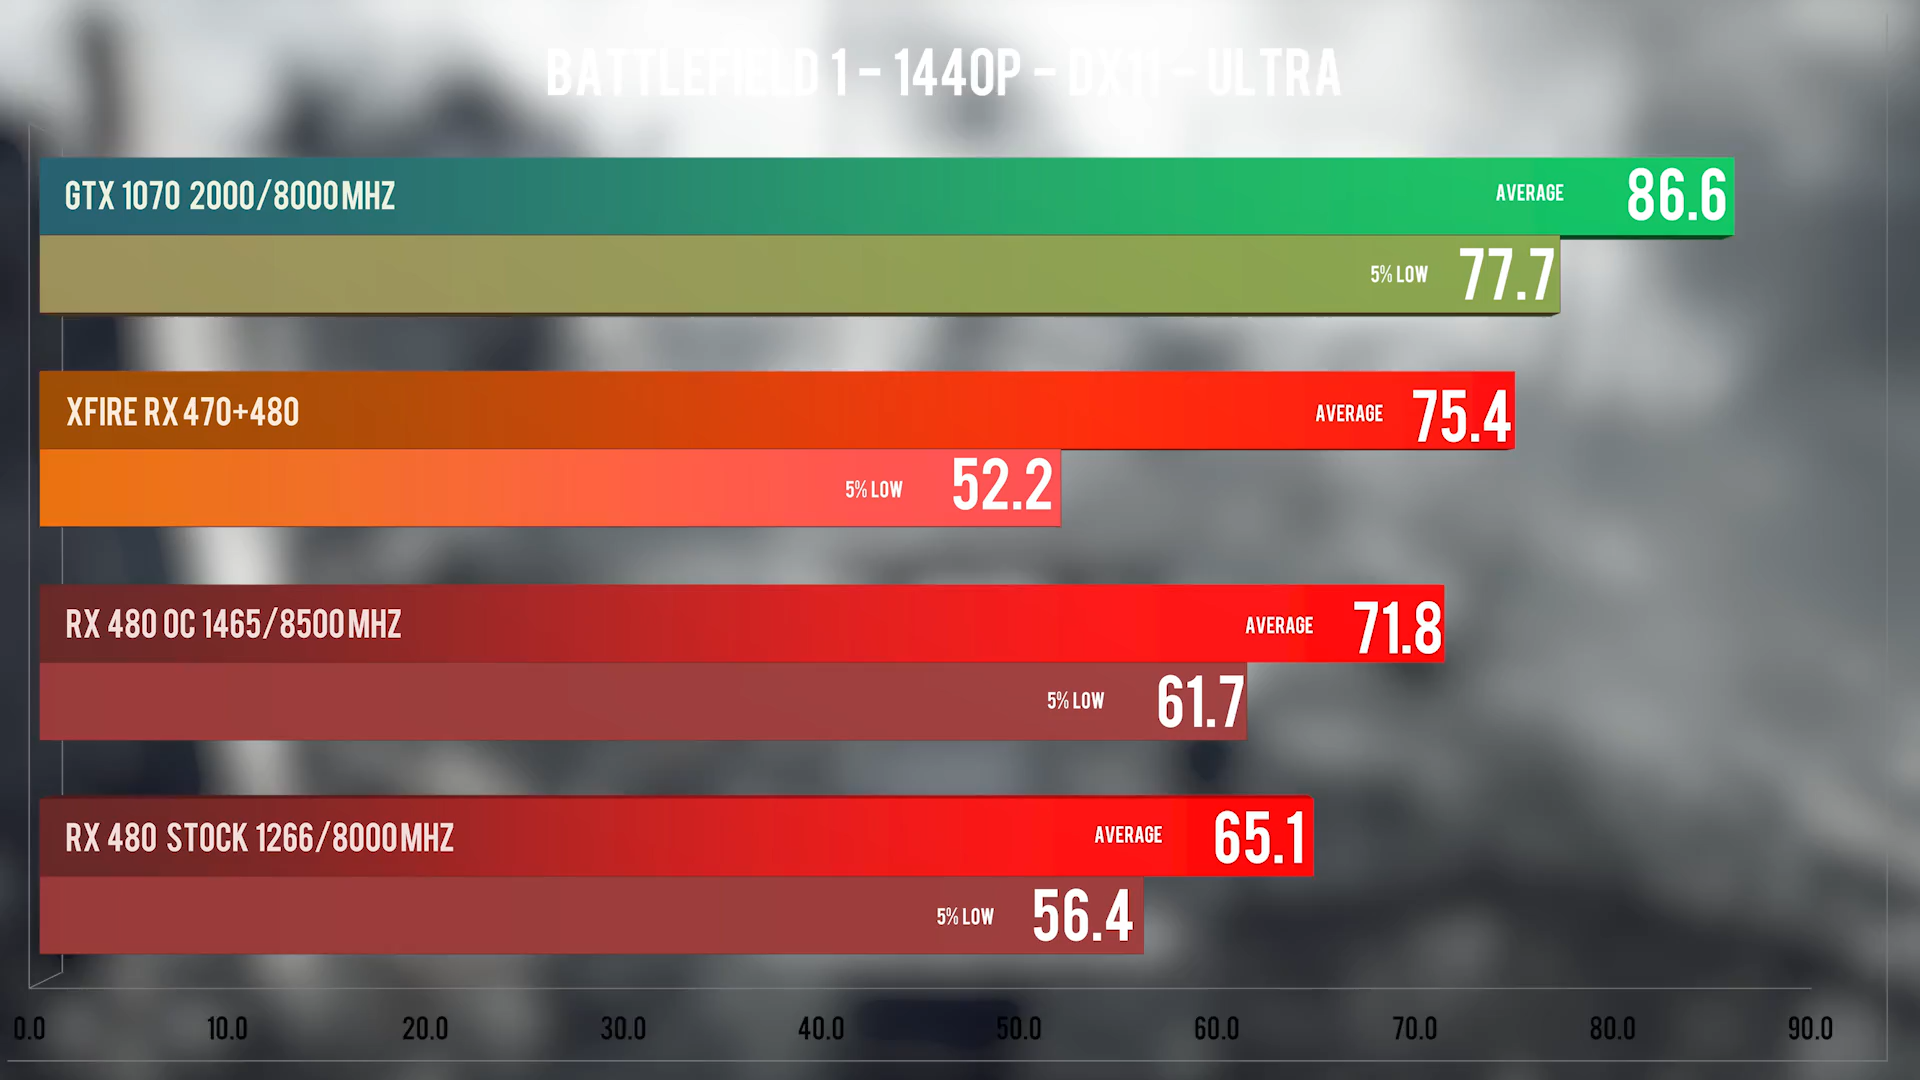 BATTLEFIELD 1 - 1440P - DX11 - ULTRA
GTX 1070 2000/8000MHZ AVERAGE 86.6
5% LOW 77.7
XFIRE RX 470+480 AVERAGE 75.4
5% LOW 52.2
RX 480 OC 1465/8500MHZ AVERAGE 71.8
5% LOW 61.7
RX 480 STOCK 1266/8000MHZ AVERAGE 65.1
5% LOW 56.4
0.0 10.0 20.0 30.0 40.0 50.0 60.0 70.0 80.0 90.0